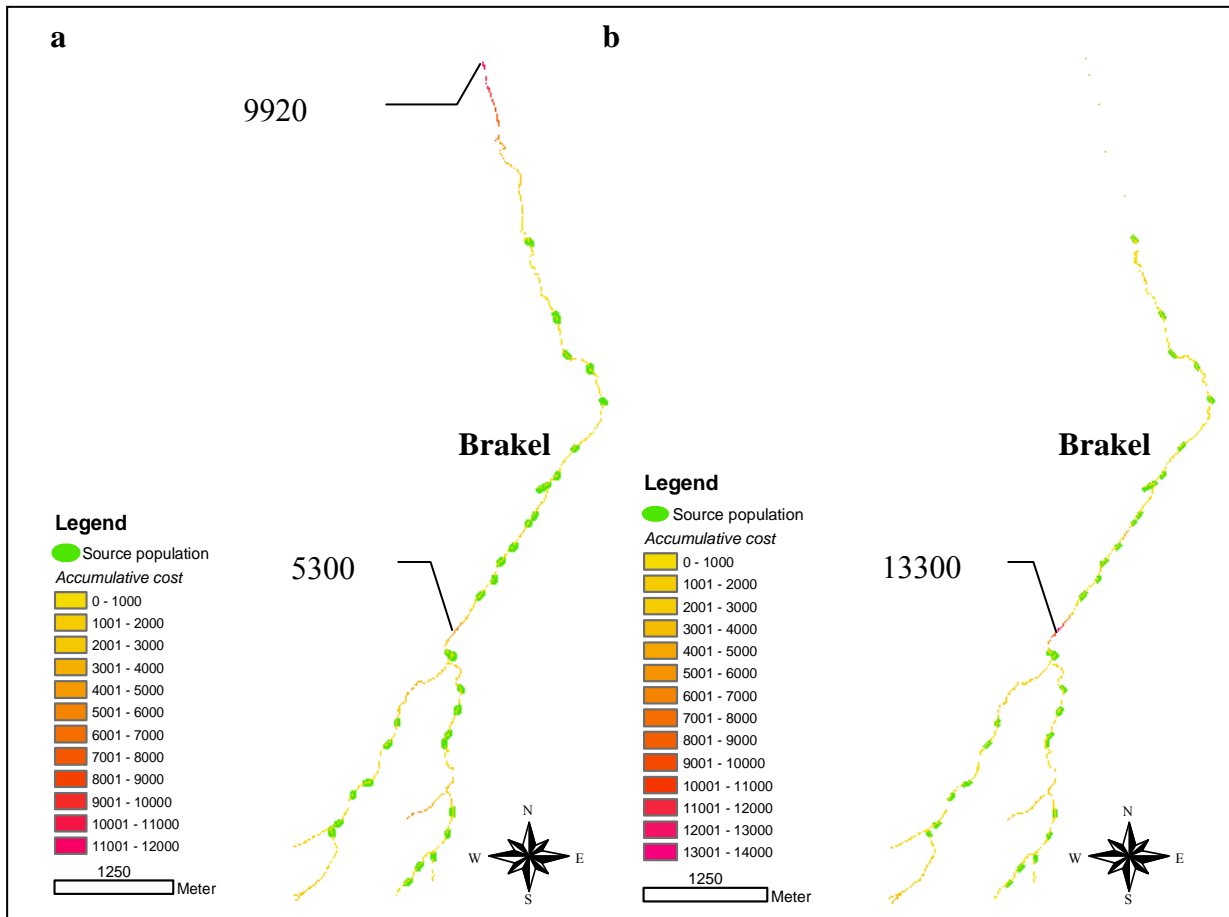 a
9920
Brakel
Legend
Source population
5300
Accumulative cost
0 - 1000
1001 - 2000
2001 - 3000
3001 - 4000
4001 - 5000
5001 - 6000
6001 - 7000
7001 - 8000
8001 - 9000
9001 - 10000
10001 - 11000
11001 - 12000
1250
Meter
N
W
E
S
b
Brakel
Legend
Source population
13300
Accumulative cost
0 - 1000
1001 - 2000
2001 - 3000
3001 - 4000
4001 - 5000
5001 - 6000
6001 - 7000
7001 - 8000
8001 - 9000
9001 - 10000
10001 - 11000
11001 - 12000
12001 - 13000
13001 - 14000
1250
Meter
N
W
E
S